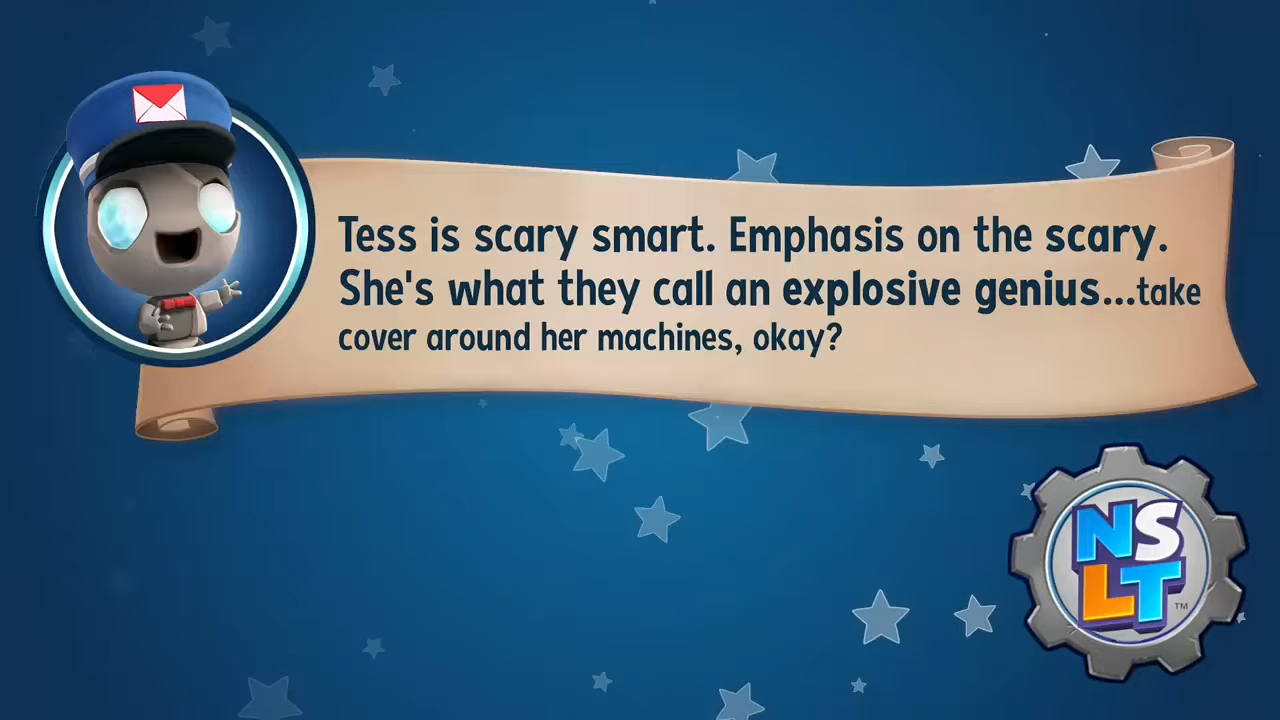 Tess is scary smart. Emphasis on the scary.
She's what they call an explosive genius...take
cover around her machines, okay?
NS
LT
TM